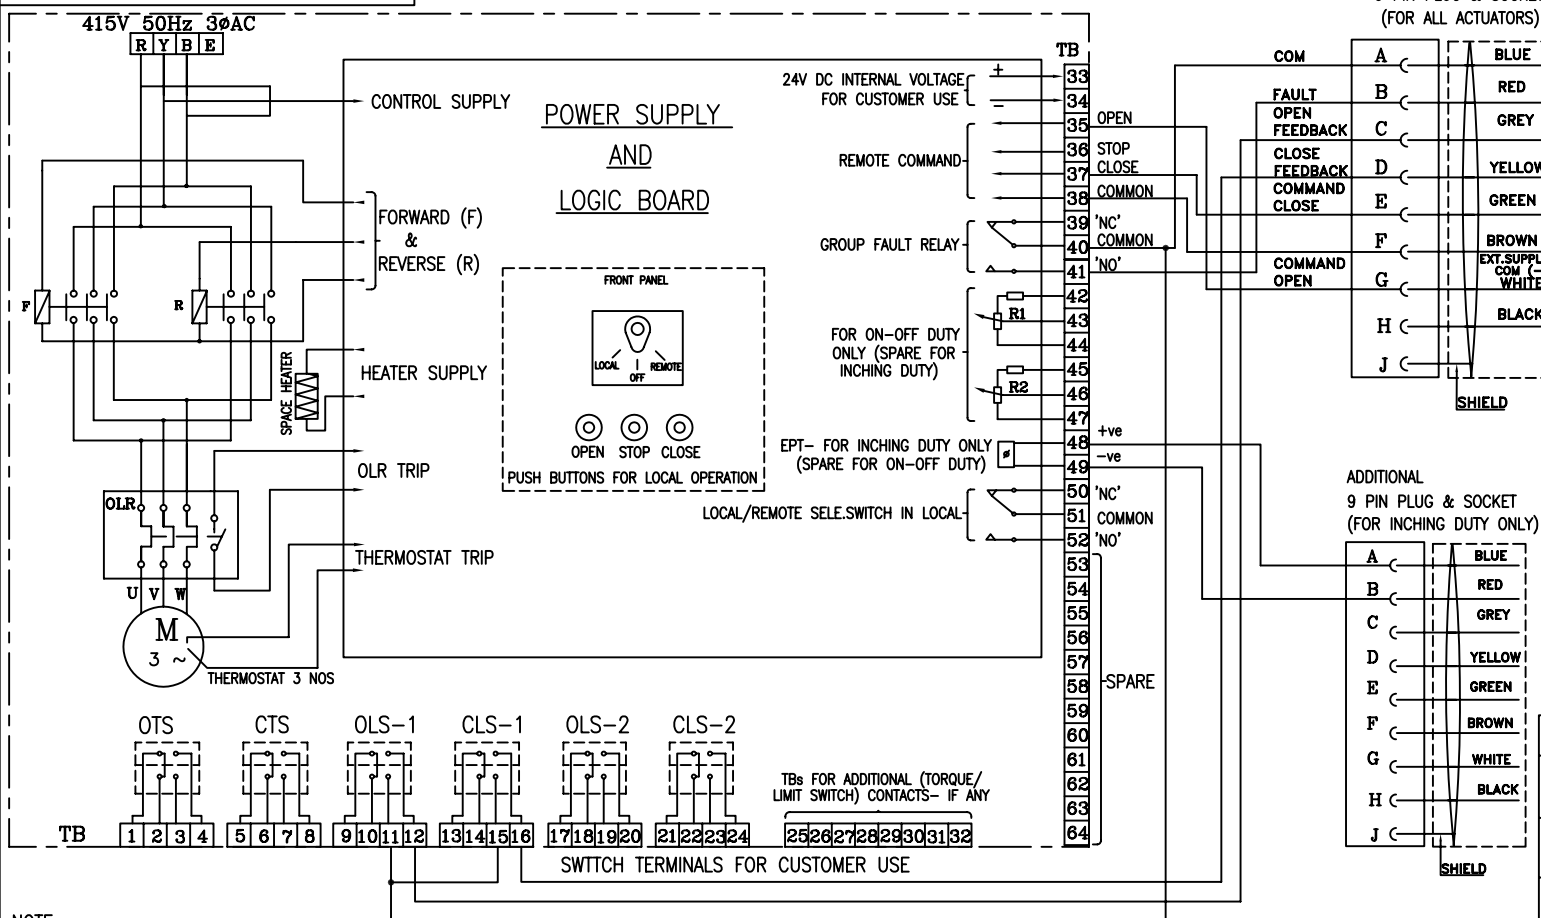 415V 50Hz 3øAC
R Y B E
CONTROL SUPPLY
POWER SUPPLY
AND
LOGIC BOARD
FORWARD (F)
&
REVERSE (R)
F
R
SPACE HEATER
HEATER SUPPLY
OLR TRIP
OLR
THERMOSTAT TRIP
U V W
M
3 ~
THERMOSTAT 3 NOS
FRONT PANEL
LOCAL
OFF
REMOTE
OPEN STOP CLOSE
PUSH BUTTONS FOR LOCAL OPERATION
24V DC INTERNAL VOLTAGE
FOR CUSTOMER USE
+
−
REMOTE COMMAND
GROUP FAULT RELAY
FOR ON-OFF DUTY
ONLY (SPARE FOR
INCHING DUTY)
R1
R2
EPT- FOR INCHING DUTY ONLY
(SPARE FOR ON-OFF DUTY)
ø
LOCAL/REMOTE SELE.SWITCH IN LOCAL
TB
33
34
35 OPEN
36 STOP
37 CLOSE
38 COMMON
39 'NC'
40 COMMON
41 'NO'
42
43
44
45
46
47
48 +ve
49 -ve
50 'NC'
51 COMMON
52 'NO'
53
54
55
56
57
58
59
60
61
62
63
64
SPARE
OTS CTS OLS-1 CLS-1 OLS-2 CLS-2
TBs FOR ADDITIONAL (TORQUE/
LIMIT SWITCH) CONTACTS- IF ANY
TB 1 2 3 4 5 6 7 8 9 10 11 12 13 14 15 16 17 18 19 20 21 22 23 24 25 26 27 28 29 30 31 32
SWTTCH TERMINALS FOR CUSTOMER USE
(FOR ALL ACTUATORS)
COM A BLUE
FAULT B RED
OPEN
FEEDBACK C GREY
CLOSE
FEEDBACK D YELLOW
COMMAND
CLOSE E GREEN
F BROWN
EXT.SUPPL
COM (-
COMMAND
OPEN G WHITE
H BLACK
J
SHIELD
ADDITIONAL
9 PIN PLUG & SOCKET
(FOR INCHING DUTY ONLY)
A BLUE
B RED
C GREY
D YELLOW
E GREEN
F BROWN
G WHITE
H BLACK
J
SHIELD